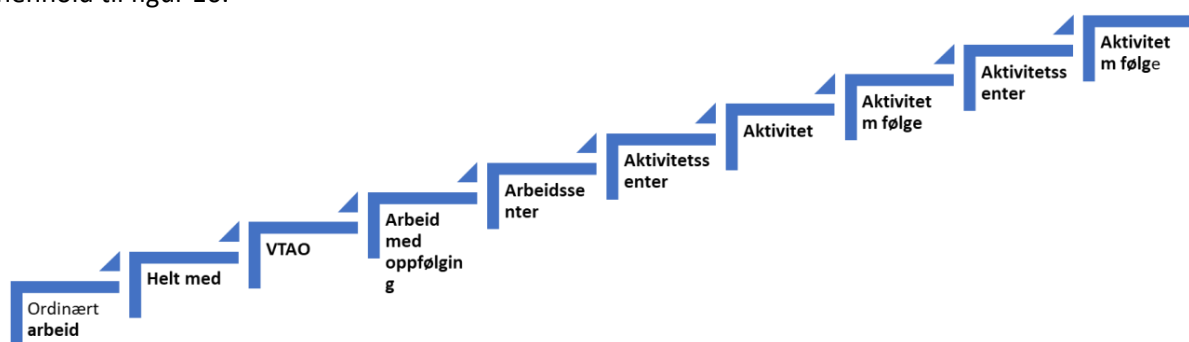 Ordinært
arbeid
Helt med
VTAO
Arbeid
med
oppfølgin
g
Arbeidsse
nter
Aktivitetss
enter
Aktivitet
Aktivitet
m følge
Aktivitetss
enter
Aktivitet
m følge